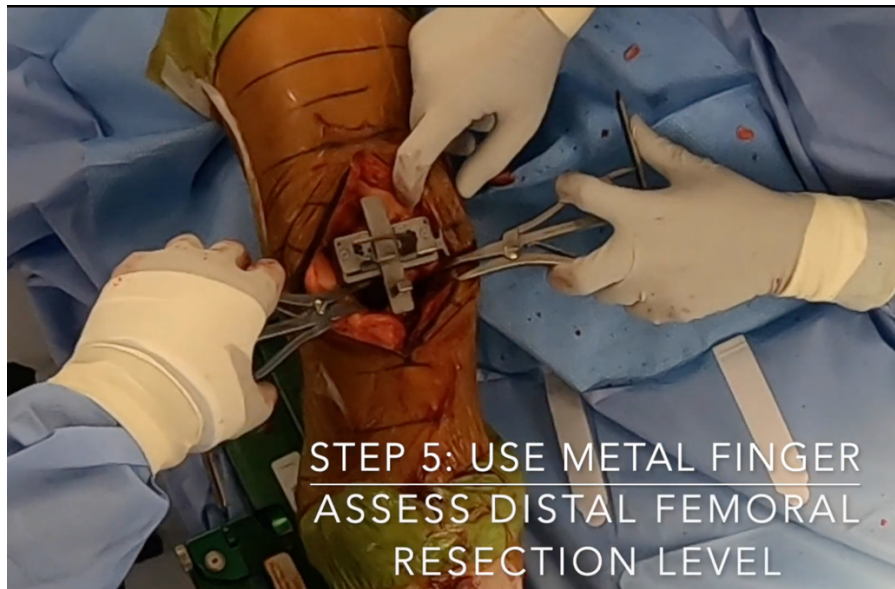 STEP 5: USE METAL FINGER
ASSESS DISTAL FEMORAL
RESECTION LEVEL